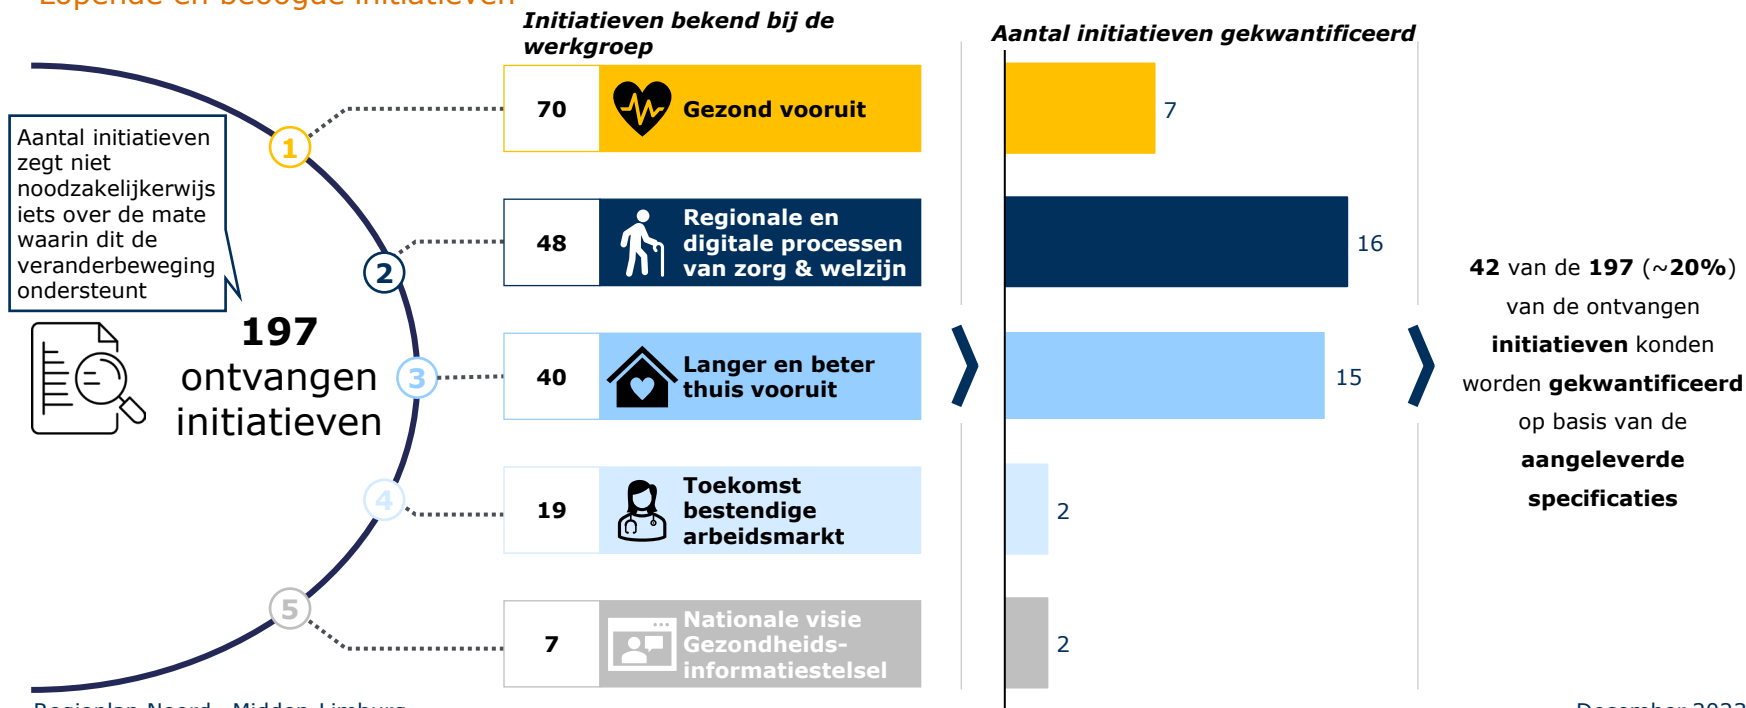 Lopende en beoogde initiatieven
Initiatieven bekend bij de
werkgroep
Aantal initiatieven gekwantificeerd
Aantal initiatieven
zegt niet
noodzakelijkerwijs
iets over de mate
waarin dit de
veranderbeweging
ondersteunt
197
ontvangen
initiatieven
1
70
Gezond vooruit
7
2
48
Regionale en
digitale processen
van zorg & welzijn
16
3
40
Langer en beter
thuis vooruit
15
4
19
Toekomst
bestendige
arbeidsmarkt
2
5
7
Nationale visie
Gezondheids-
informatiestelsel
2
42 van de 197 (~20%)
van de ontvangen
initiatieven konden
worden gekwantificeerd
op basis van de
aangeleverde
specificaties